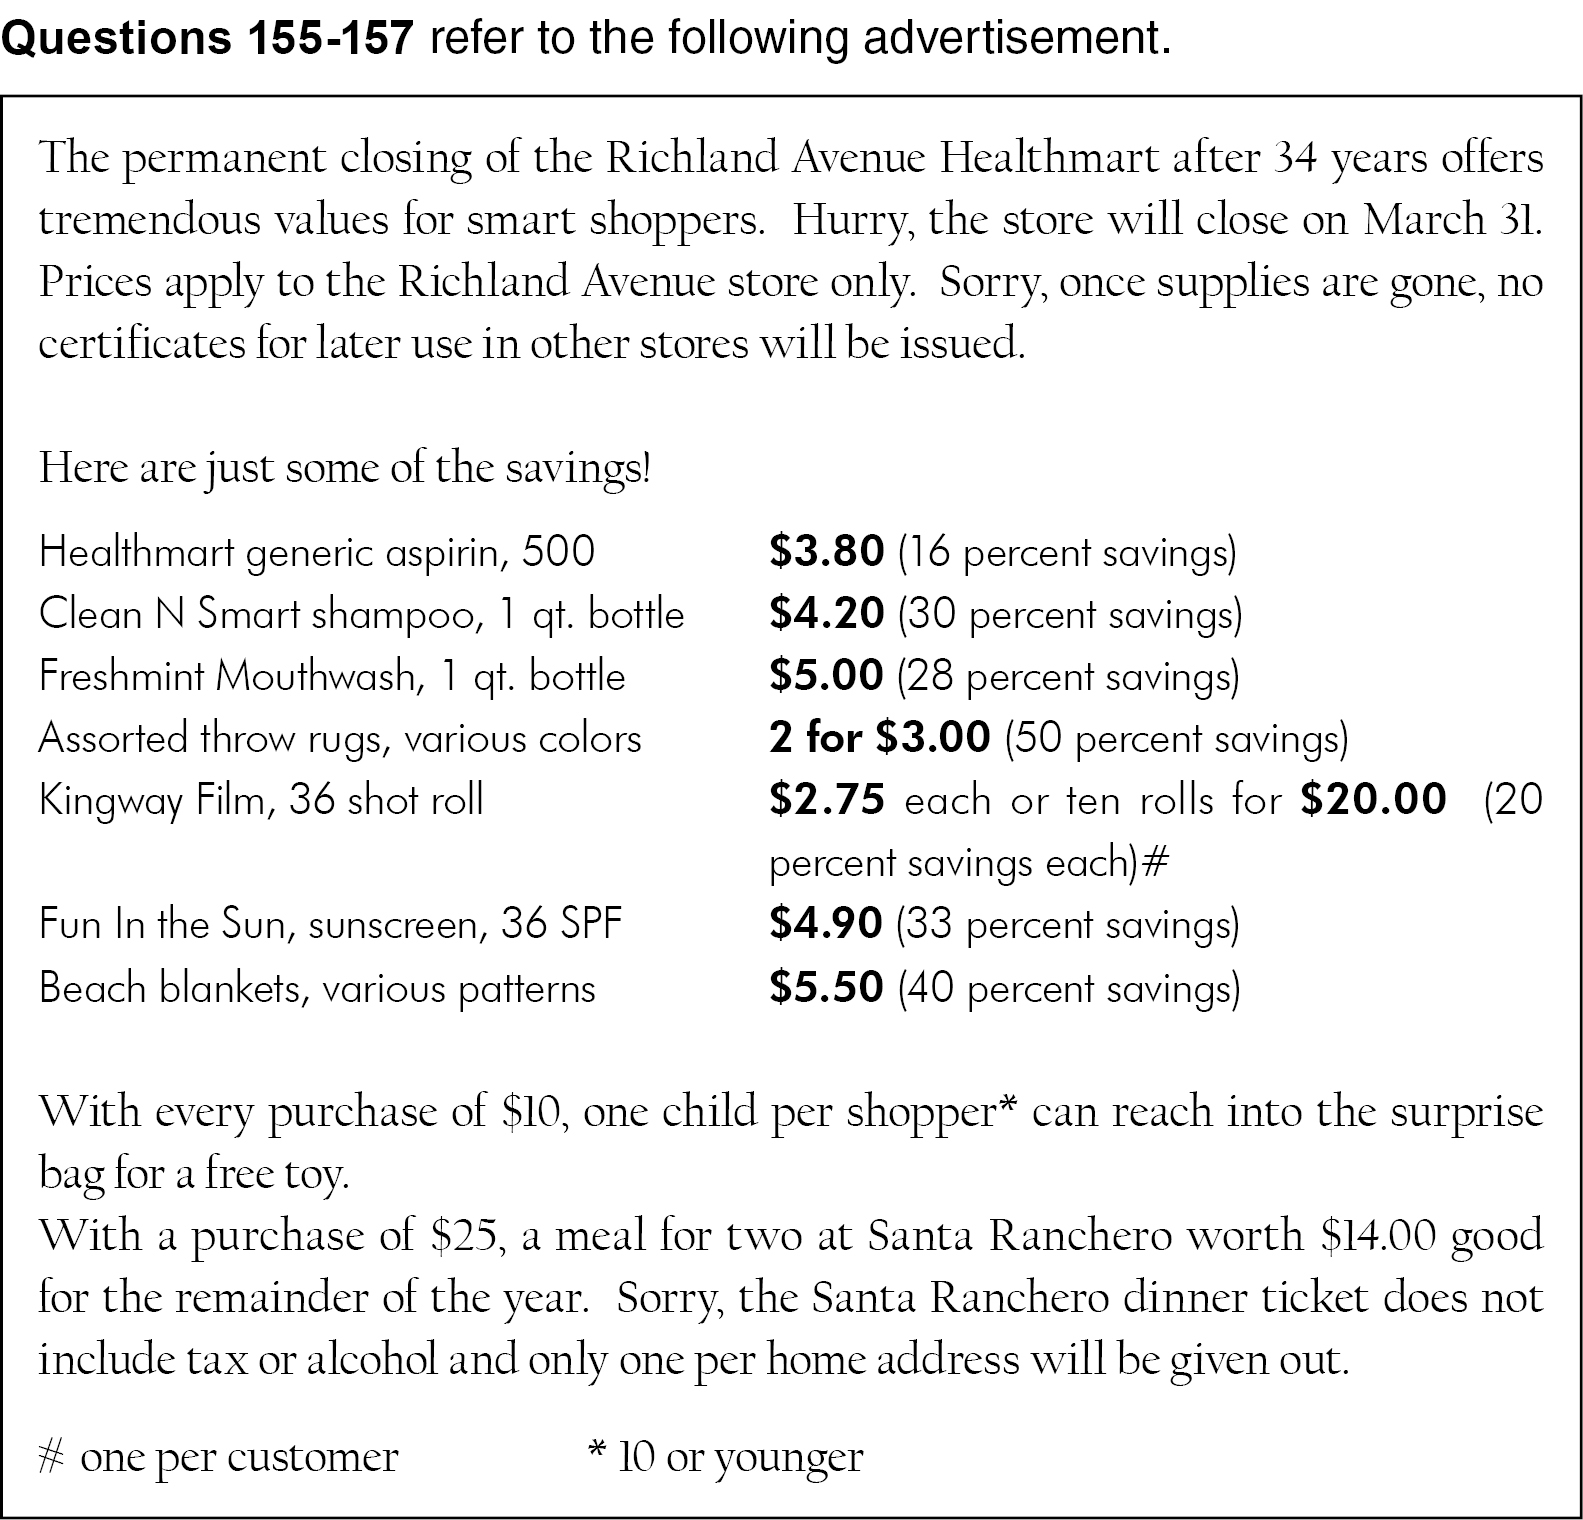 Questions 155-157 refer to the following advertisement.
The permanent closing of the Richland Avenue Healthmart after 34 years offers
tremendous values for smart shoppers. Hurry, the store will close on March 31.
Prices apply to the Richland Avenue store only. Sorry, once supplies are gone, no
certificates for later use in other stores will be issued.
Here are just some of the savings!
Healthmart generic aspirin, 500 $3.80 (16 percent savings)
Clean N Smart shampoo, 1 qt. bottle $4.20 (30 percent savings)
Freshmint Mouthwash, 1 qt. bottle $5.00 (28 percent savings)
Assorted throw rugs, various colors 2 for $3.00 (50 percent savings)
Kingway Film, 36 shot roll $2.75 each or ten rolls for $20.00 (20
percent savings each)#
Fun In the Sun, sunscreen, 36 SPF $4.90 (33 percent savings)
Beach blankets, various patterns $5.50 (40 percent savings)
With every purchase of $10, one child per shopper* can reach into the surprise
bag for a free toy.
With a purchase of $25, a meal for two at Santa Ranchero worth $14.00 good
for the remainder of the year. Sorry, the Santa Ranchero dinner ticket does not
include tax or alcohol and only one per home address will be given out.
# one per customer * 10 or younger